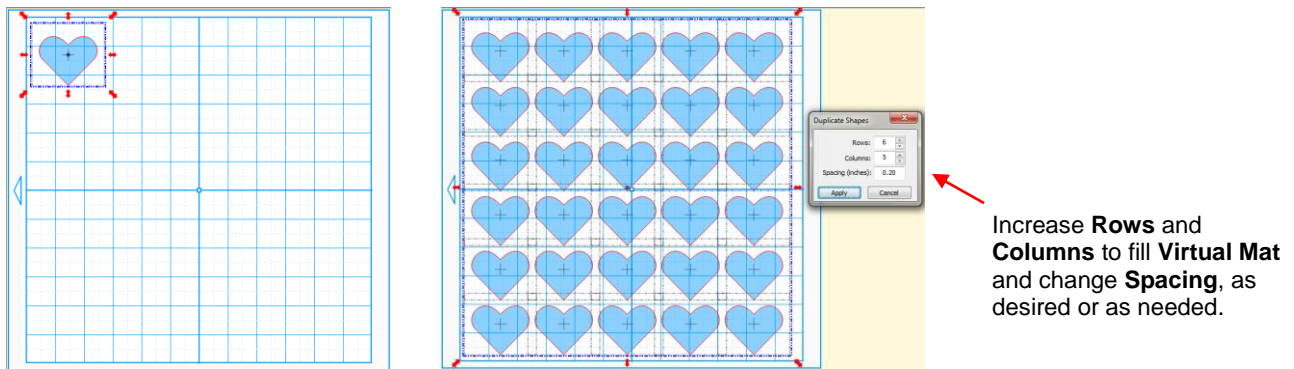 Duplicate Shapes
Rows: 6
Columns: 5
Spacing (inches): 0.20
Apply Cancel
Increase Rows and
Columns to fill Virtual Mat
and change Spacing, as
desired or as needed.